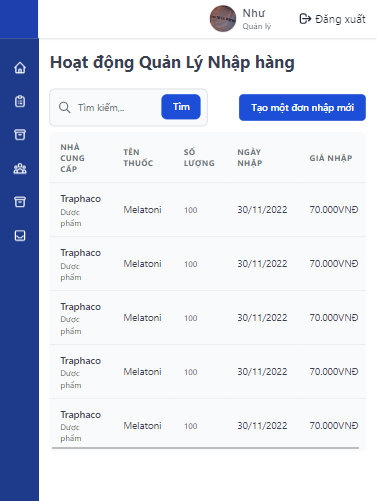 Như
Quản lý
Đăng xuất
Hoạt động Quản Lý Nhập hàng
Tìm kiếm,..
Tìm
Tạo một đơn nhập mới
NHÀ CUNG CẤP
TÊN THUỐC
SỐ LƯỢNG
NGÀY NHẬP
GIÁ NHẬP
Traphaco
Dược phẩm
Melatoni
100
30/11/2022
70.000VNĐ
Traphaco
Dược phẩm
Melatoni
100
30/11/2022
70.000VNĐ
Traphaco
Dược phẩm
Melatoni
100
30/11/2022
70.000VNĐ
Traphaco
Dược phẩm
Melatoni
100
30/11/2022
70.000VNĐ
Traphaco
Dược phẩm
Melatoni
100
30/11/2022
70.000VNĐ